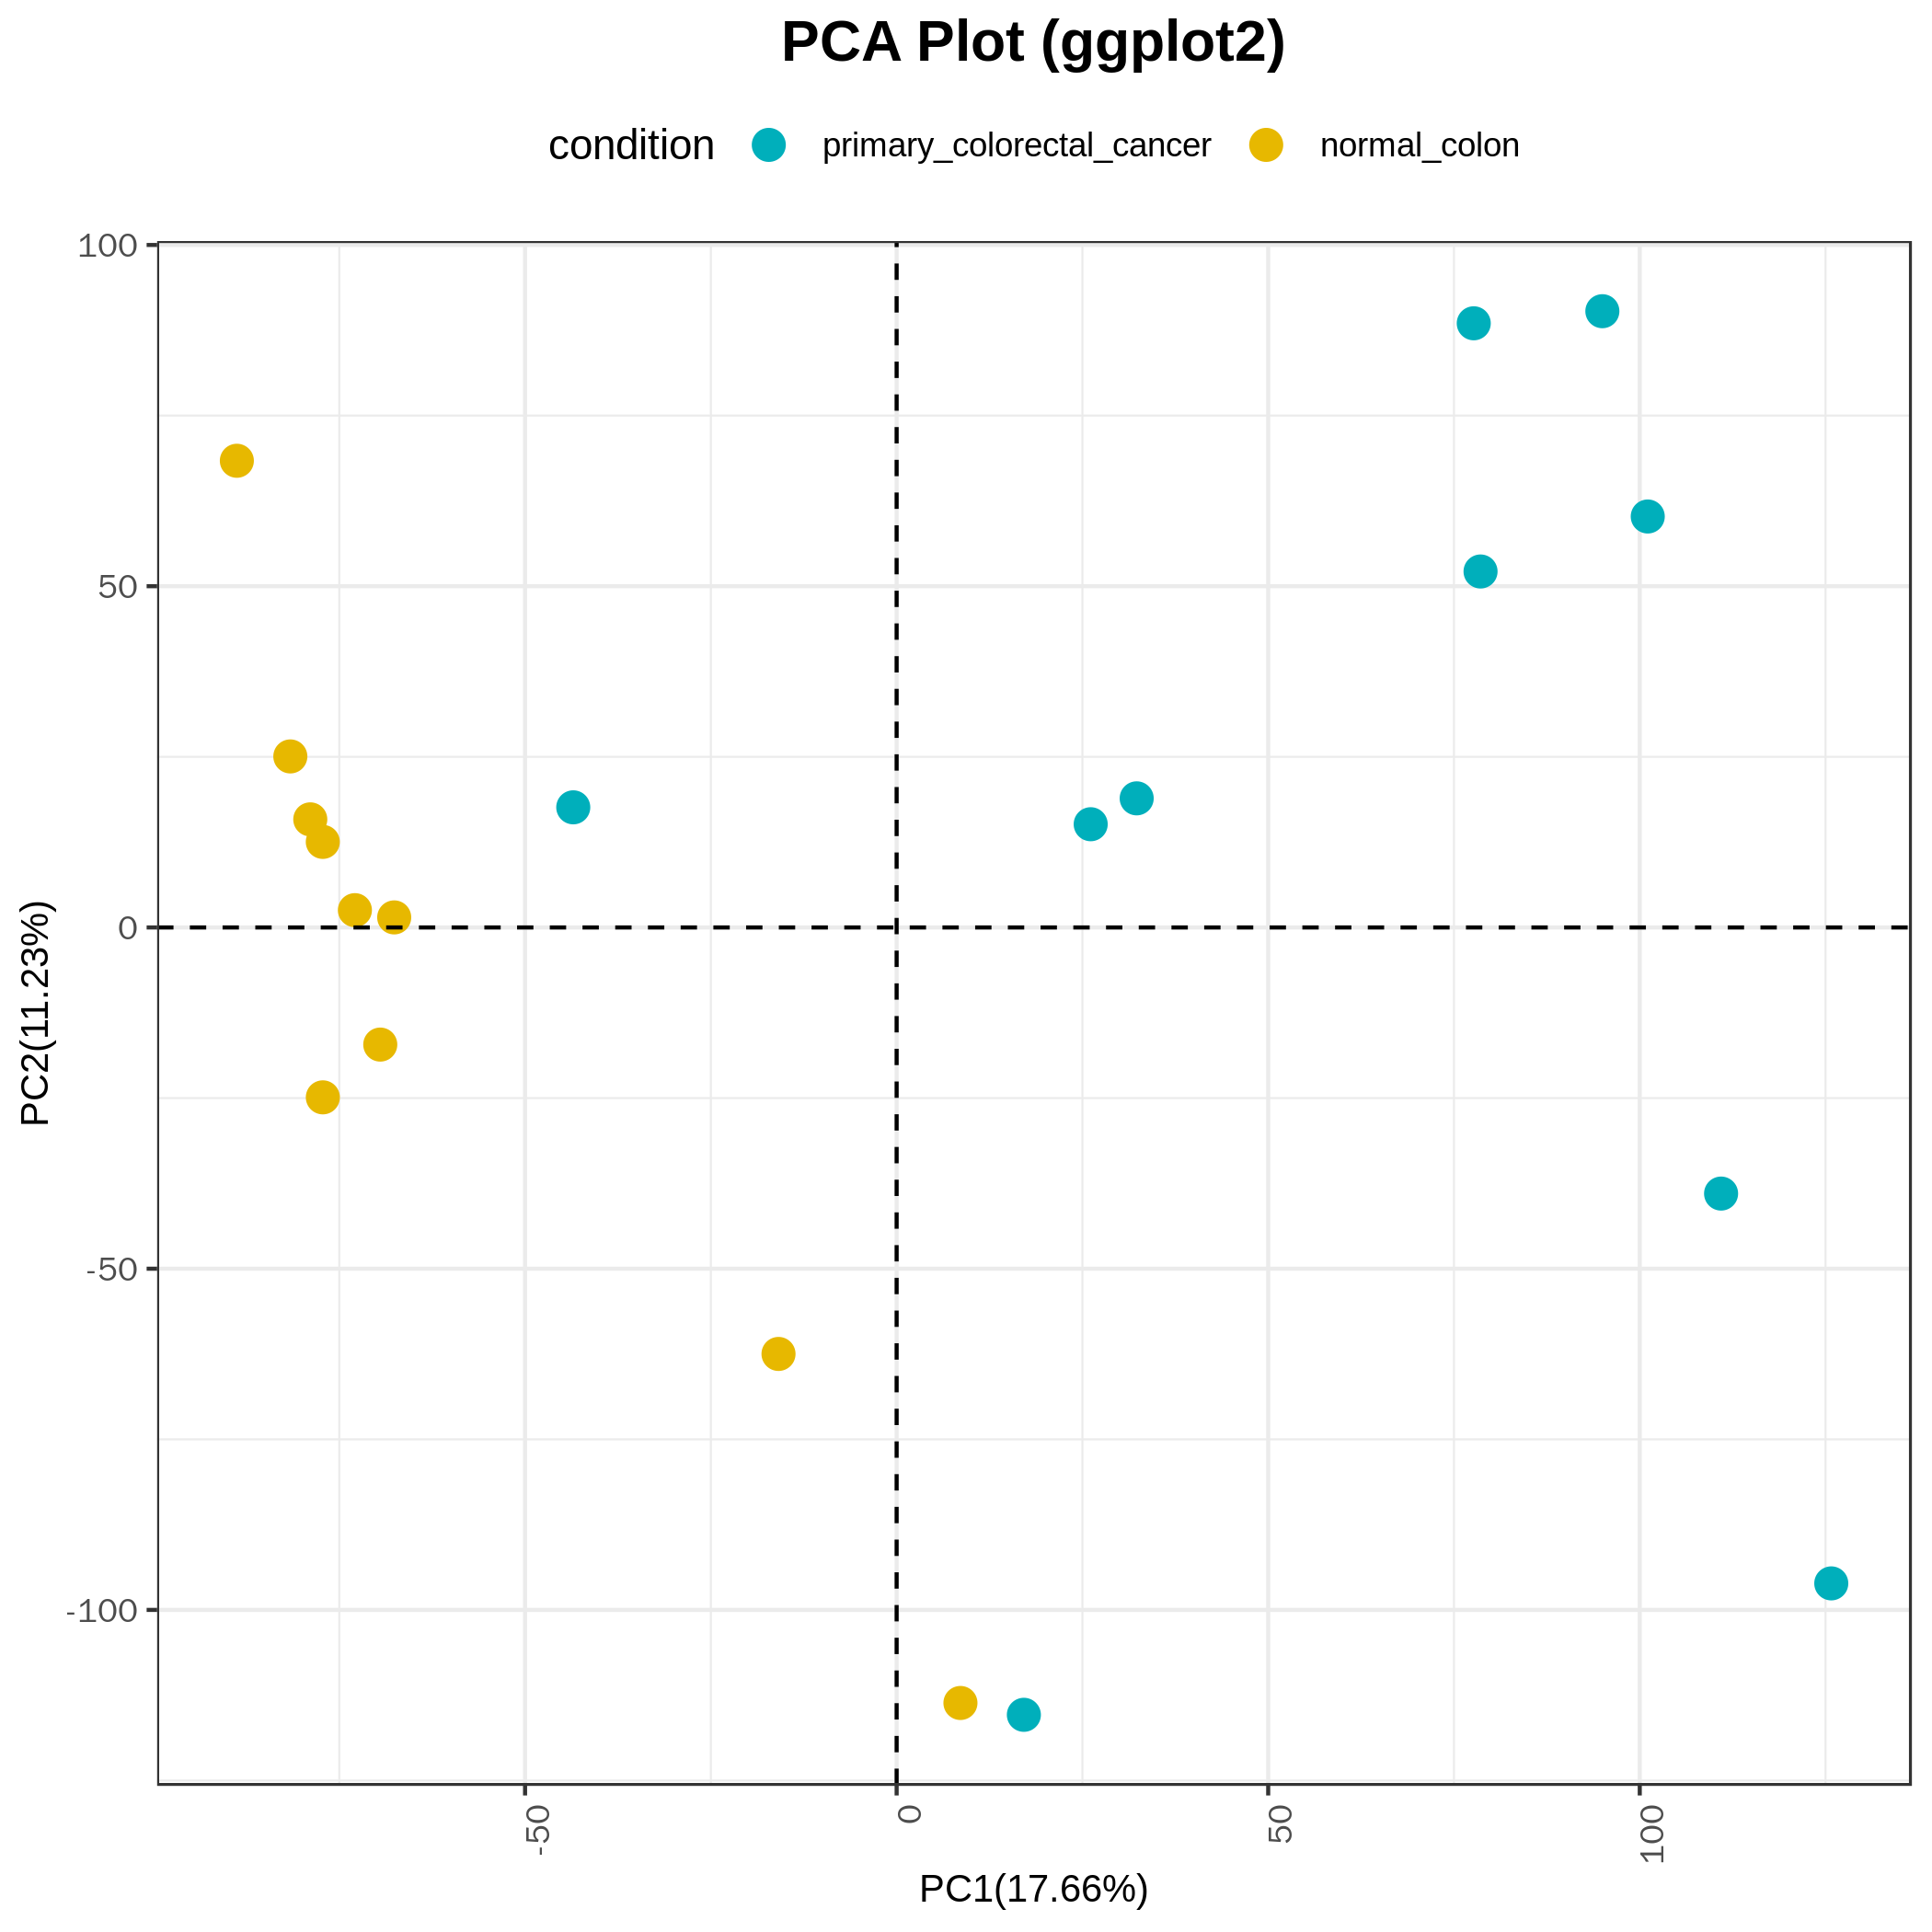 PCA Plot (ggplot2)
condition primary_colorectal_cancer normal_colon
100
50
0
-50
-100
PC2(11.23%)
-50 0 50 100
PC1(17.66%)